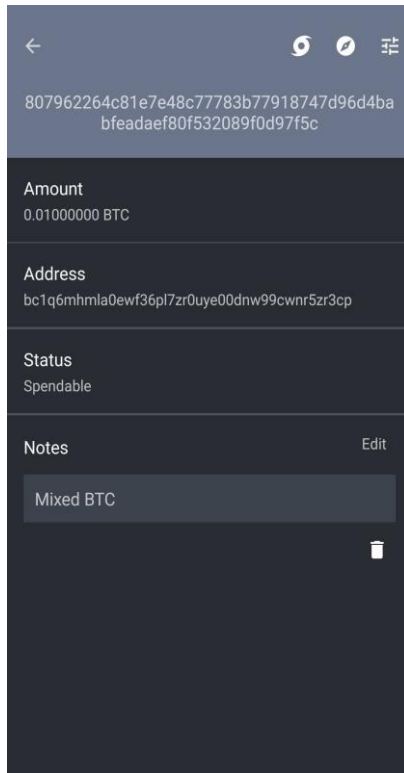 807962264c81e7e48c77783b77918747d96d4ba
bfeadaef80f532089f0d97f5c
Amount
0.01000000 BTC
Address
bc1q6mhmla0ewf36pl7zr0uye00dnw99cwnr5zr3cp
Status
Spendable
Notes
Edit
Mixed BTC